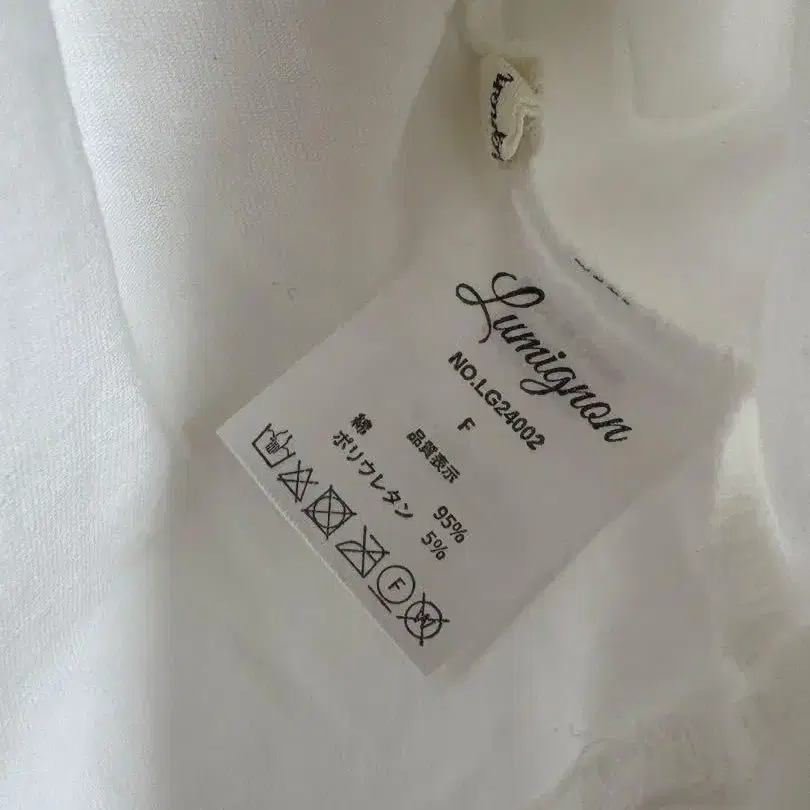 Lumignon
NO.LG24002
F
品質表示
綿 95%
ポリウレタン 5%
F
W